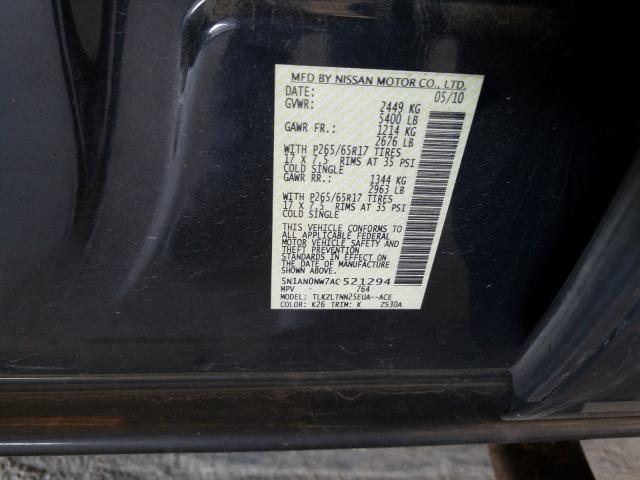 MFD BY NISSAN MOTOR CO., LTD.
DATE: 05/10
GVWR: 2449 KG
5400 LB
GAWR FR.: 1214 KG
2676 LB
WITH P265/65R17 TIRES
17 X 7.5 RIMS AT 35 PSI
COLD SINGLE
GAWR RR.: 1344 KG
2963 LB
WITH P265/65R17 TIRES
17 X 7.5 RIMS AT 35 PSI
COLD SINGLE
THIS VEHICLE CONFORMS TO
ALL APPLICABLE FEDERAL
MOTOR VEHICLE SAFETY AND
THEFT PREVENTION
STANDARDS IN EFFECT ON
THE DATE OF MANUFACTURE
SHOWN ABOVE.
5N1AN0NW7AC521294
MPV 764
MODEL: TLKZLTNN25EUA--ACE
COLOR: K26 TRIM: K ZS30A